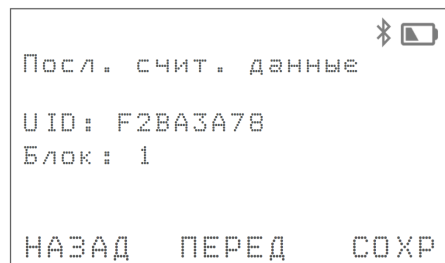 Посл. счит. данные
UID: F2BA3A78
Блок: 1
НАЗАД ПЕРЕД СОХР